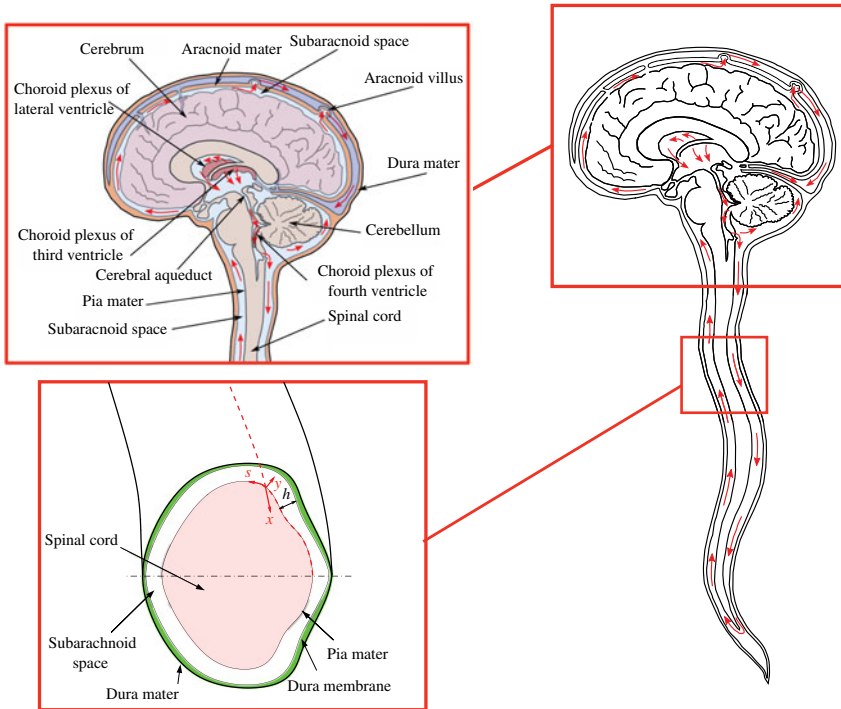 Cerebrum
Aracnoid mater
Subaracnoid space
Choroid plexus of
lateral ventricle
Aracnoid villus
Dura mater
Choroid plexus of
third ventricle
Cerebellum
Cerebral aqueduct
Choroid plexus of
fourth ventricle
Pia mater
Subaracnoid space
Spinal cord
s
y
h
x
Spinal cord
Subarachnoid
space
Pia mater
Dura mater
Dura membrane